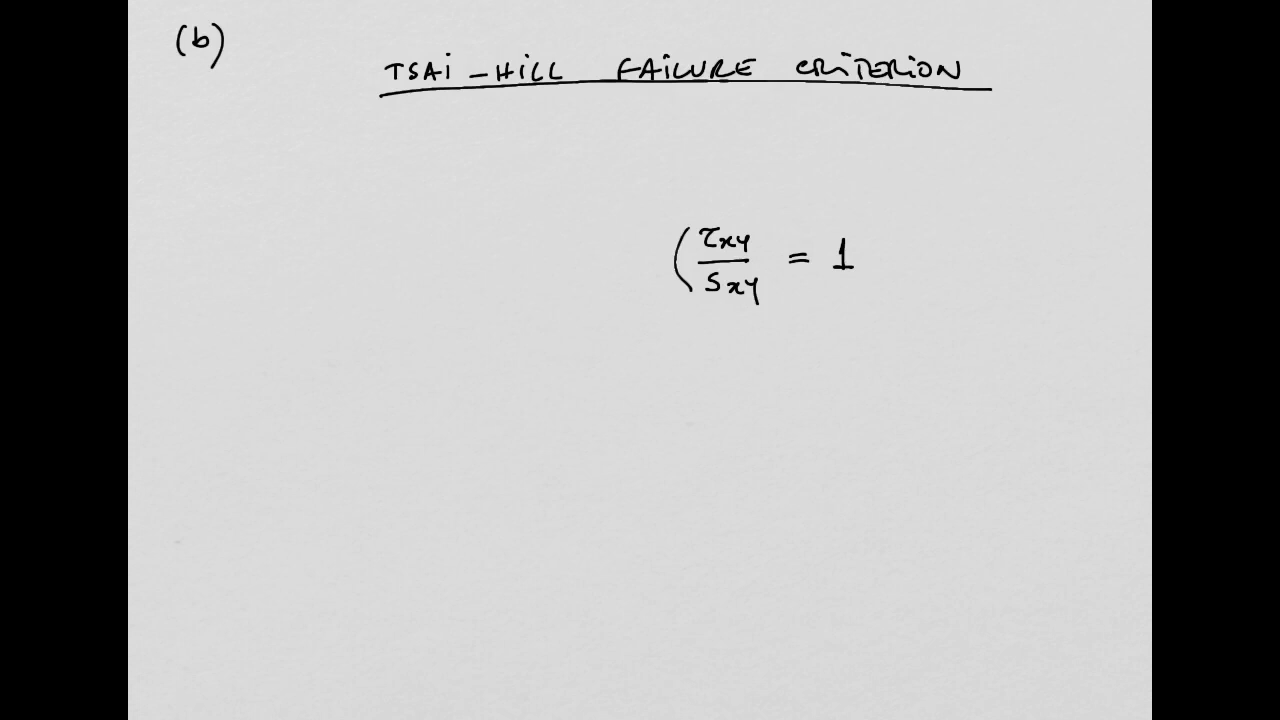 (b)
TSAi-HiLL FAiLURE CRiTERiON
(τxy/Sxy = 1